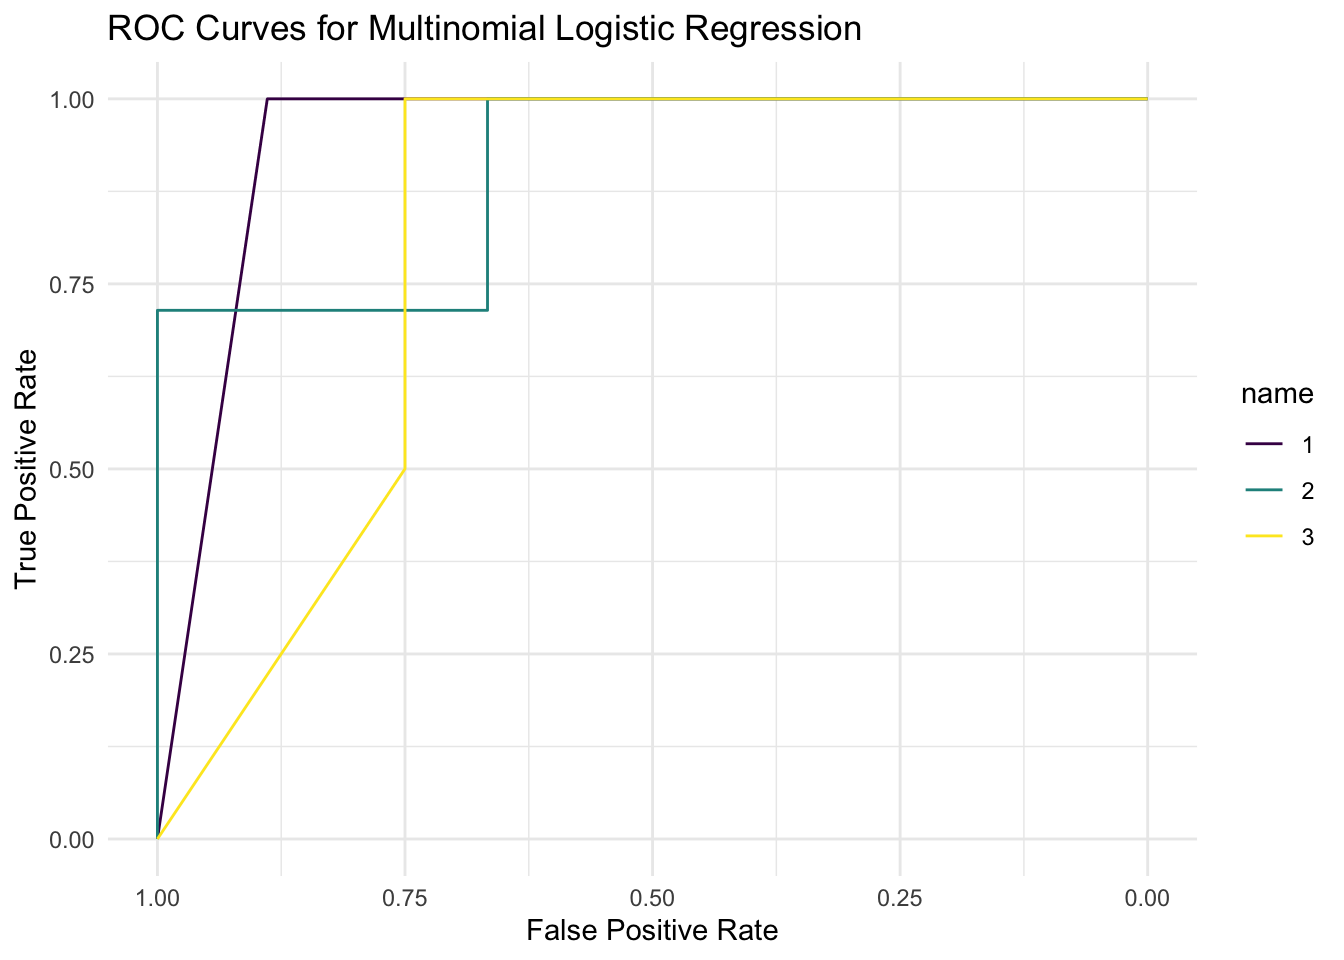 ROC Curves for Multinomial Logistic Regression
1.00
0.75
0.50
0.25
0.00
True Positive Rate
1.00 0.75 0.50 0.25 0.00
False Positive Rate
name
1
2
3